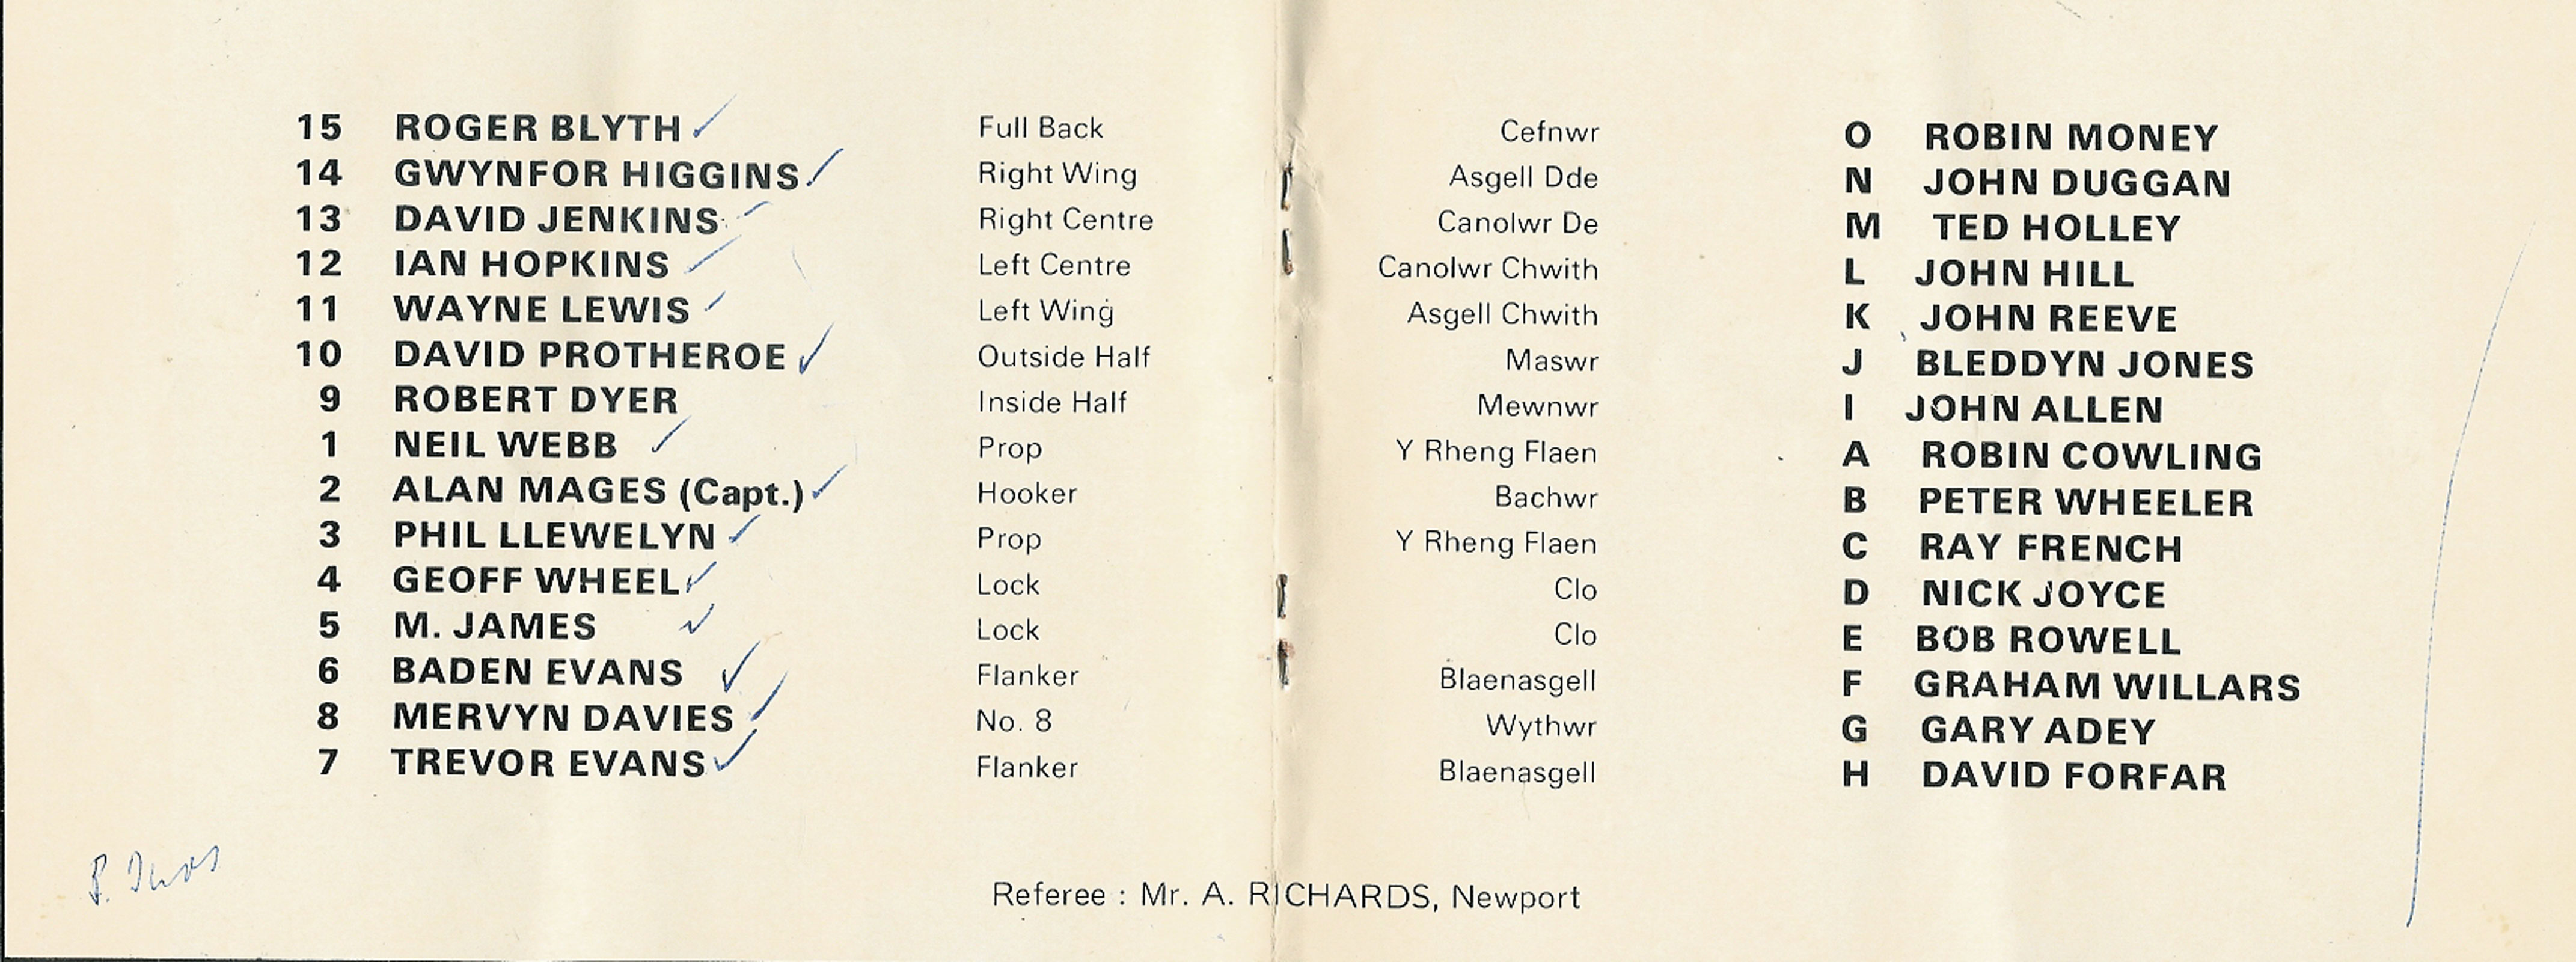 15 ROGER BLYTH ✓ Full Back Cefnwr O ROBIN MONEY
14 GWYNFOR HIGGINS ✓ Right Wing Asgell Dde N JOHN DUGGAN
13 DAVID JENKINS ✓ Right Centre Canolwr De M TED HOLLEY
12 IAN HOPKINS ✓ Left Centre Canolwr Chwith L JOHN HILL
11 WAYNE LEWIS ✓ Left Wing Asgell Chwith K JOHN REEVE
10 DAVID PROTHEROE ✓ Outside Half Maswr J BLEDDYN JONES
9 ROBERT DYER Inside Half Mewnwr I JOHN ALLEN
1 NEIL WEBB ✓ Prop Y Rheng Flaen A ROBIN COWLING
2 ALAN MAGES (Capt.) ✓ Hooker Bachwr B PETER WHEELER
3 PHIL LLEWELYN ✓ Prop Y Rheng Flaen C RAY FRENCH
4 GEOFF WHEEL ✓ Lock Clo D NICK JOYCE
5 M. JAMES ✓ Lock Clo E BOB ROWELL
6 BADEN EVANS ✓ Flanker Blaenasgell F GRAHAM WILLARS
8 MERVYN DAVIES ✓ No. 8 Wythwr G GARY ADEY
7 TREVOR EVANS ✓ Flanker Blaenasgell H DAVID FORFAR
Referee : Mr. A. RICHARDS, Newport